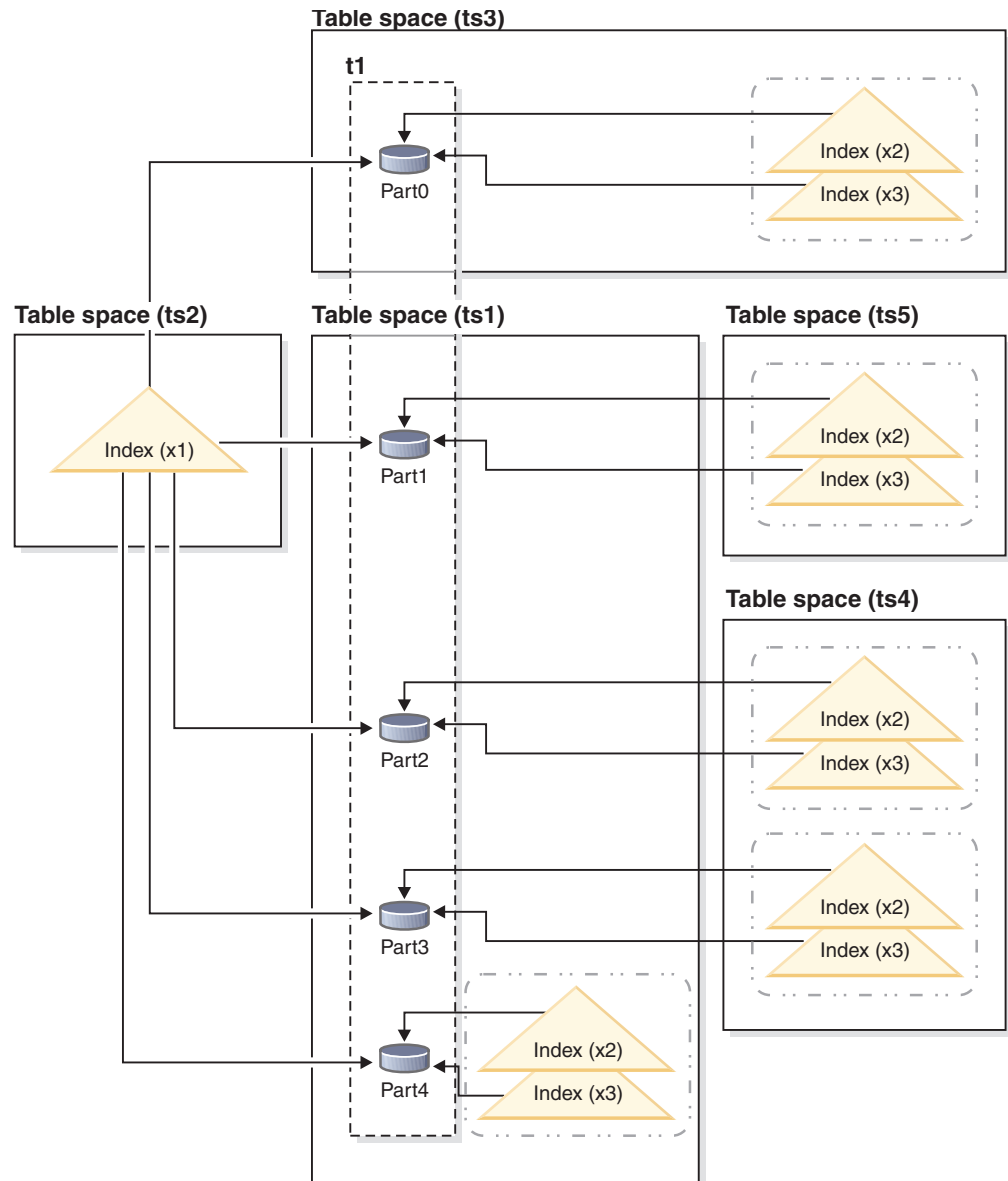 Table space (ts3)
t1
Part0
Index (x2)
Index (x3)
Table space (ts2)
Index (x1)
Table space (ts1)
Part1
Part2
Part3
Part4
Index (x2)
Index (x3)
Table space (ts5)
Index (x2)
Index (x3)
Table space (ts4)
Index (x2)
Index (x3)
Index (x2)
Index (x3)